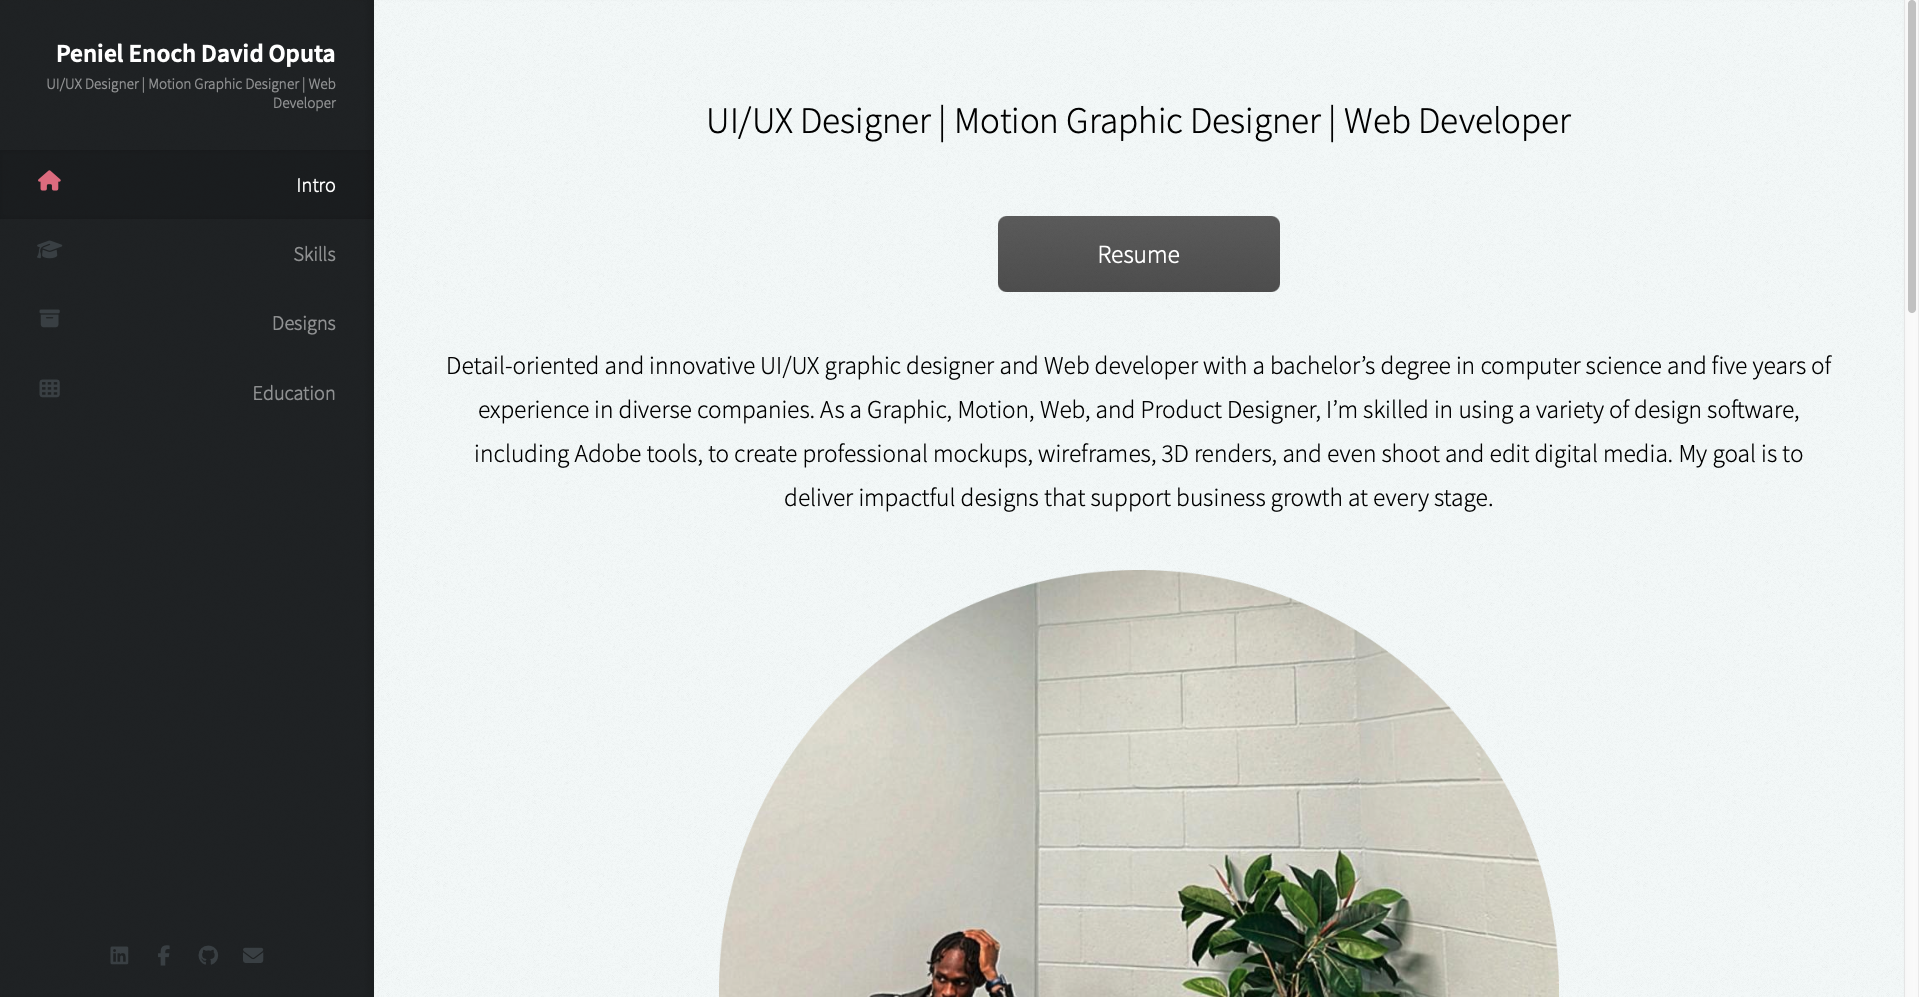 Peniel Enoch David Oputa
UI/UX Designer | Motion Graphic Designer | Web
Developer
Intro
Skills
Designs
Education
UI/UX Designer | Motion Graphic Designer | Web Developer
Resume
Detail-oriented and innovative UI/UX graphic designer and Web developer with a bachelor’s degree in computer science and five years of
experience in diverse companies. As a Graphic, Motion, Web, and Product Designer, I’m skilled in using a variety of design software,
including Adobe tools, to create professional mockups, wireframes, 3D renders, and even shoot and edit digital media. My goal is to
deliver impactful designs that support business growth at every stage.